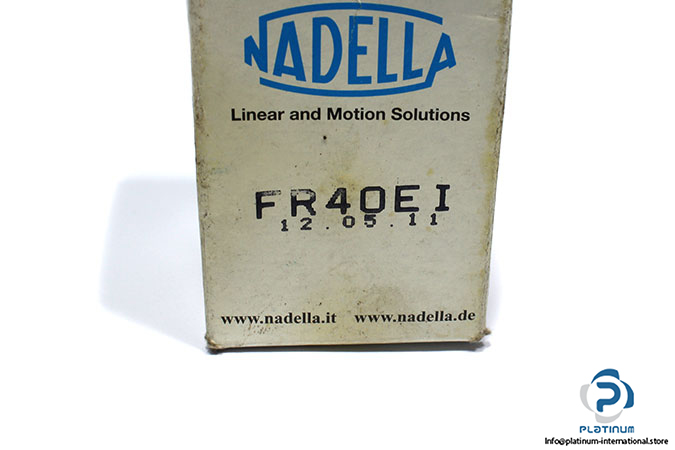 NADELLA
Linear and Motion Solutions
FR40EI
12.05.11
www.nadella.it www.nadella.de
PLATINUM
Info@platinum-international.store